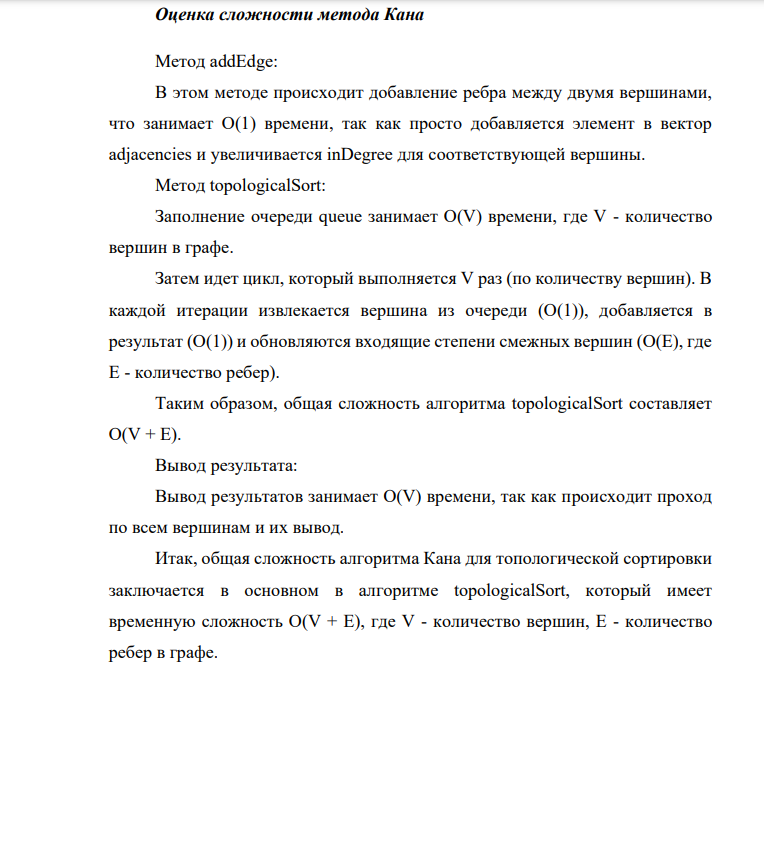 Оценка сложности метода Кана
Метод addEdge:
В этом методе происходит добавление ребра между двумя вершинами,
что занимает O(1) времени, так как просто добавляется элемент в вектор
adjacencies и увеличивается inDegree для соответствующей вершины.
Метод topologicalSort:
Заполнение очереди queue занимает O(V) времени, где V - количество
вершин в графе.
Затем идет цикл, который выполняется V раз (по количеству вершин). В
каждой итерации извлекается вершина из очереди (O(1)), добавляется в
результат (O(1)) и обновляются входящие степени смежных вершин (O(E), где
E - количество ребер).
Таким образом, общая сложность алгоритма topologicalSort составляет
O(V + E).
Вывод результата:
Вывод результатов занимает O(V) времени, так как происходит проход
по всем вершинам и их вывод.
Итак, общая сложность алгоритма Кана для топологической сортировки
заключается в основном в алгоритме topologicalSort, который имеет
временную сложность O(V + E), где V - количество вершин, E - количество
ребер в графе.